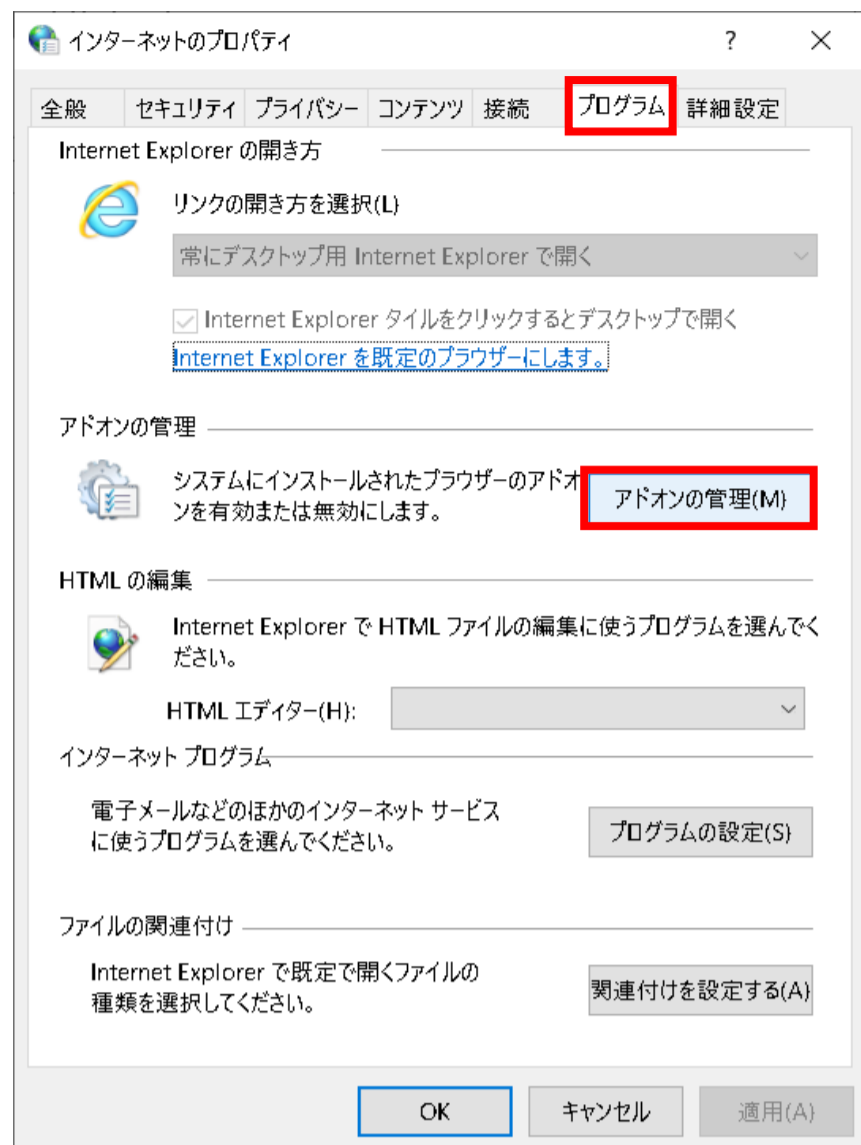 インターネットのプロパティ
?
全般 セキュリティ プライバシー コンテンツ 接続 プログラム 詳細設定
Internet Explorer の開き方
リンクの開き方を選択(L)
常にデスクトップ用 Internet Explorer で開く
Internet Explorer タイルをクリックするとデスクトップで開く
Internet Explorer を既定のブラウザーにします。
アドオンの管理
システムにインストールされたブラウザーのアドオ
ンを有効または無効にします。
アドオンの管理(M)
HTML の編集
Internet Explorer で HTML ファイルの編集に使うプログラムを選んでく
ださい。
HTML エディター(H):
インターネット プログラム
電子メールなどのほかのインターネット サービス
に使うプログラムを選んでください。
プログラムの設定(S)
ファイルの関連付け
Internet Explorer で既定で開くファイルの
種類を選択してください。
関連付けを設定する(A)
OK キャンセル 適用(A)